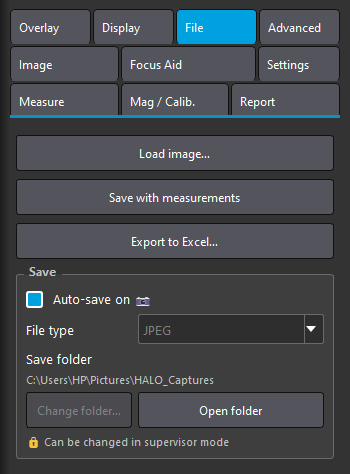 Overlay Display File Advanced
Image Focus Aid Settings
Measure Mag / Calib. Report
Load image...
Save with measurements
Export to Excel...
Save
Auto-save on
File type JPEG
Save folder
C:\Users\HP\Pictures\HALO_Captures
Change folder... Open folder
Can be changed in supervisor mode